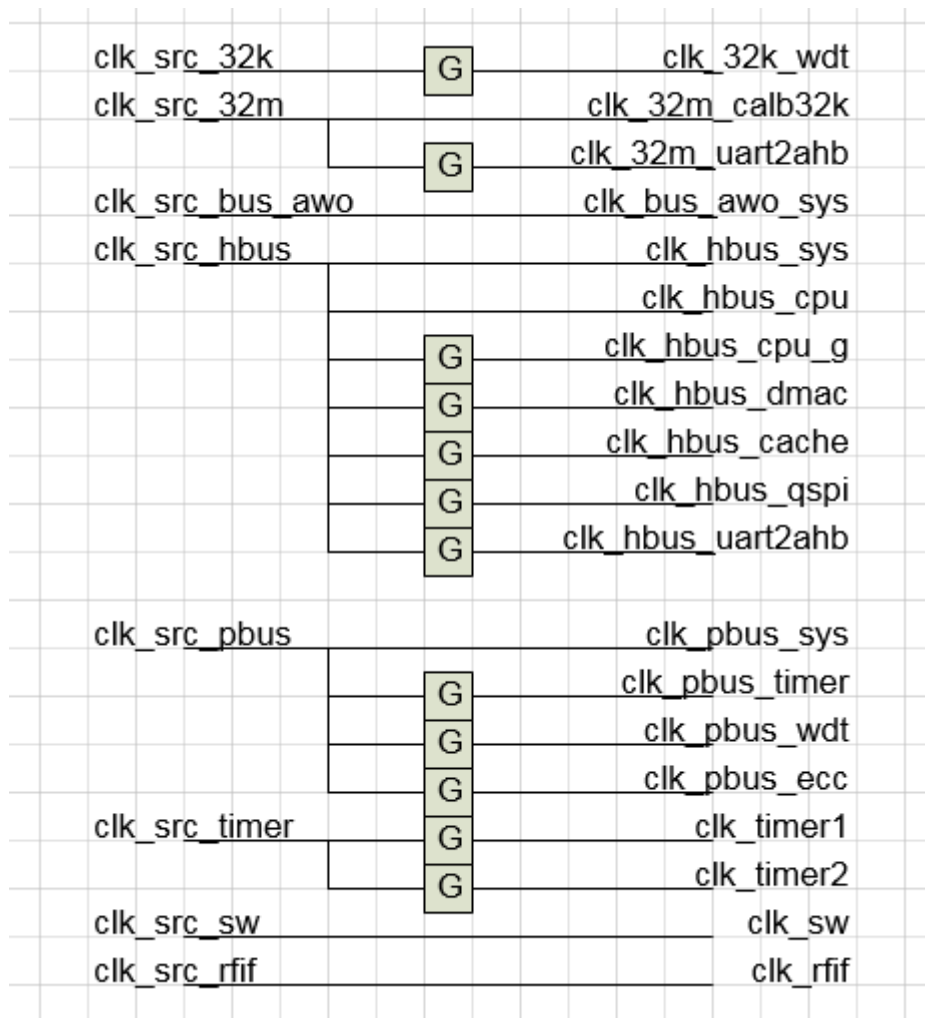 clk_src_32k G clk_32k_wdt
clk_src_32m clk_32m_calb32k
G clk_32m_uart2ahb
clk_src_bus_awo clk_bus_awo_sys
clk_src_hbus clk_hbus_sys
clk_hbus_cpu
G clk_hbus_cpu_g
G clk_hbus_dmac
G clk_hbus_cache
G clk_hbus_qspi
G clk_hbus_uart2ahb
clk_src_pbus clk_pbus_sys
G clk_pbus_timer
G clk_pbus_wdt
G clk_pbus_ecc
clk_src_timer G clk_timer1
G clk_timer2
clk_src_sw clk_sw
clk_src_rfif clk_rfif